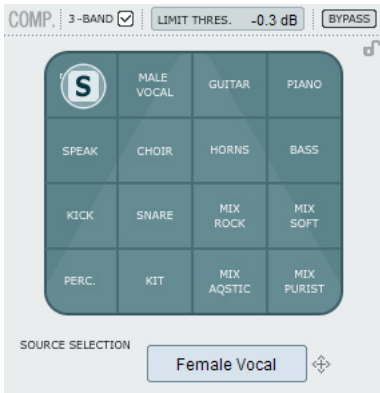 COMP. 3-BAND LIMIT THRES. -0.3 dB BYPASS
S MALE VOCAL GUITAR PIANO
SPEAK CHOIR HORNS BASS
KICK SNARE MIX ROCK MIX SOFT
PERC. KIT MIX AQSTIC MIX PURIST
SOURCE SELECTION
Female Vocal